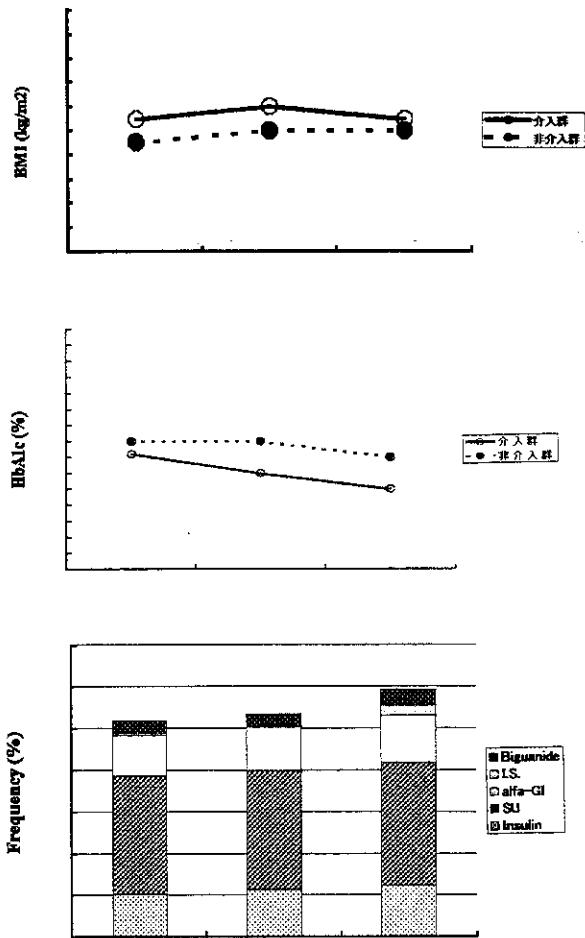 BMI (kg/m2)
介入群
非介入群
HbA1c (%)
介入群
非介入群
Frequency (%)
Biguanide
I.S.
alfa-GI
SU
Insulin